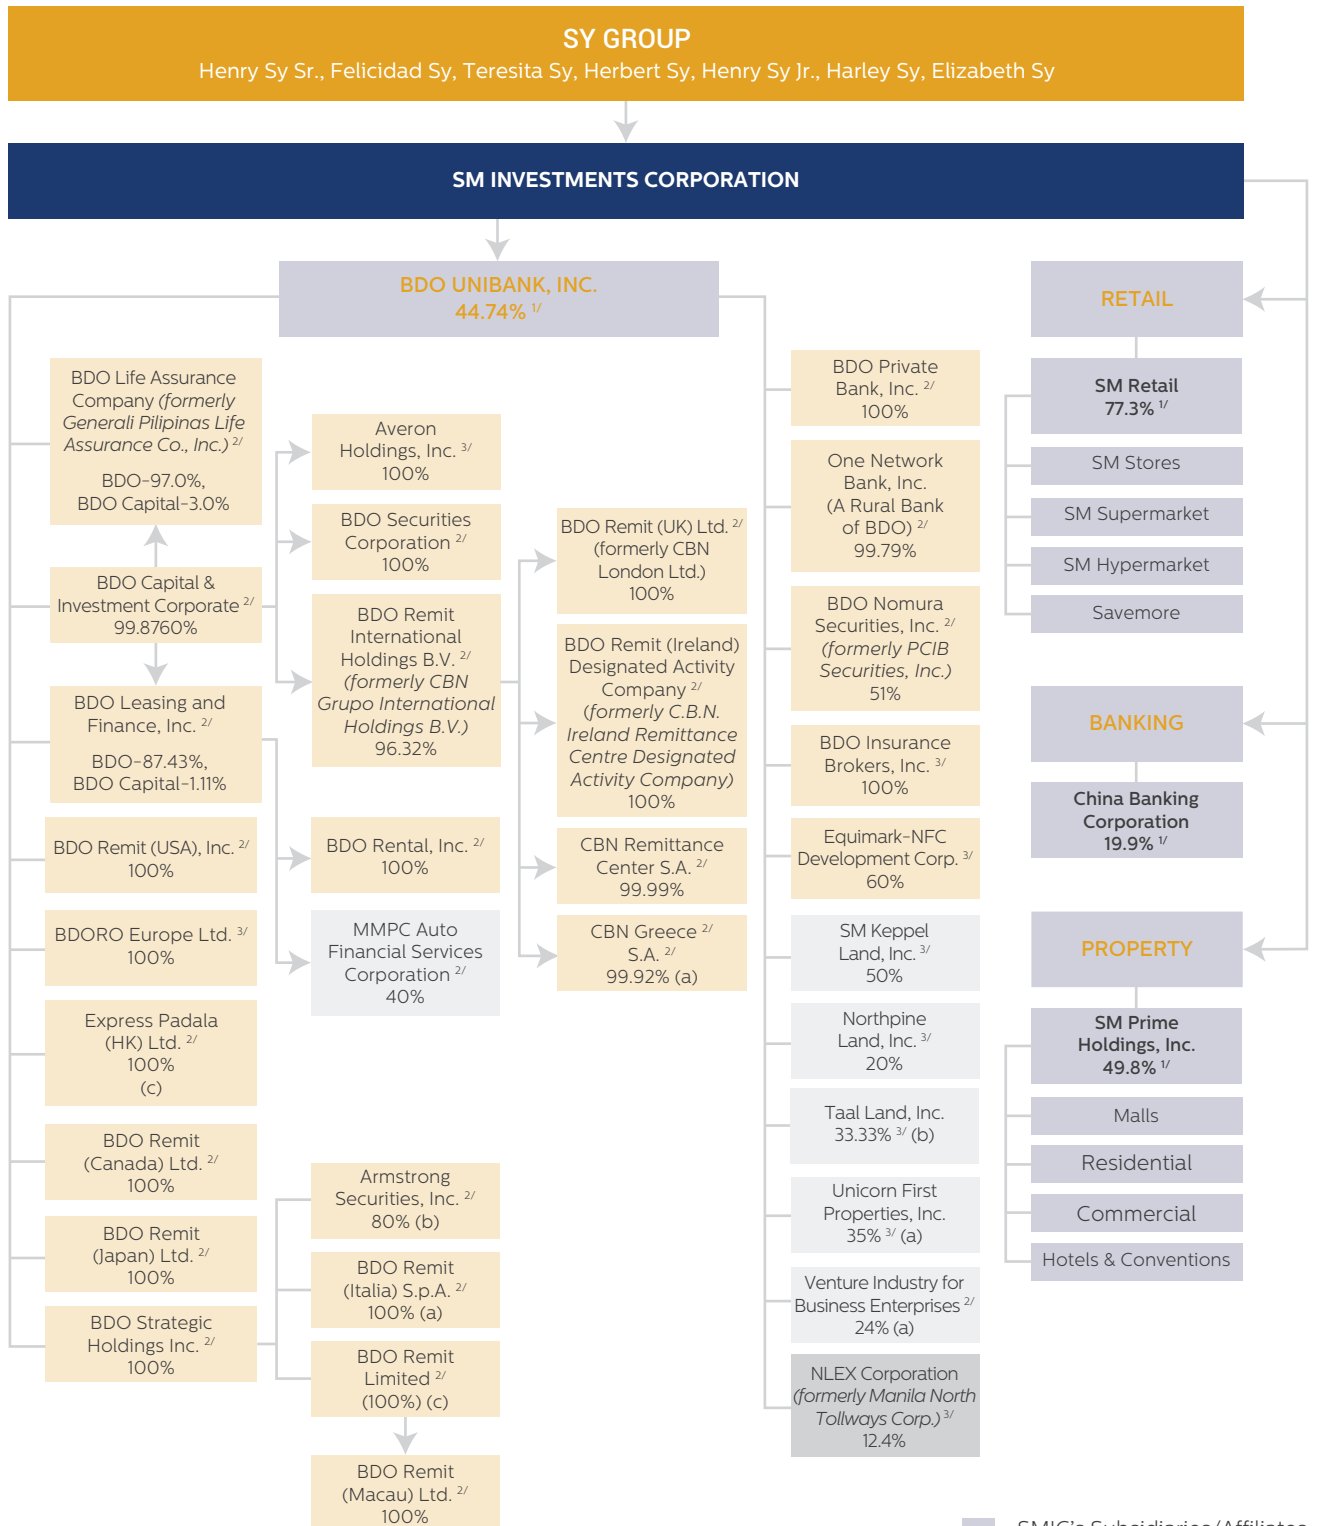 SY GROUP
Henry Sy Sr., Felicidad Sy, Teresita Sy, Herbert Sy, Henry Sy Jr., Harley Sy, Elizabeth Sy
SM INVESTMENTS CORPORATION
BDO UNIBANK, INC.
44.74% 1/
BDO Life Assurance
Company (formerly
Generali Pilipinas Life
Assurance Co., Inc.) 2/
BDO-97.0%,
BDO Capital-3.0%
BDO Capital &
Investment Corporate 2/
99.8760%
BDO Leasing and
Finance, Inc. 2/
BDO-87.43%,
BDO Capital-1.11%
BDO Remit (USA), Inc. 2/
100%
BDORO Europe Ltd. 3/
100%
Express Padala
(HK) Ltd. 2/
100%
(c)
BDO Remit
(Canada) Ltd. 2/
100%
BDO Remit
(Japan) Ltd. 2/
100%
BDO Strategic
Holdings Inc. 2/
100%
Averon
Holdings, Inc. 3/
100%
BDO Securities
Corporation 2/
100%
BDO Remit
International
Holdings B.V. 2/
(formerly CBN
Grupo International
Holdings B.V.)
96.32%
BDO Rental, Inc. 2/
100%
MMPC Auto
Financial Services
Corporation 2/
40%
Armstrong
Securities, Inc. 2/
80% (b)
BDO Remit
(Italia) S.p.A. 2/
100% (a)
BDO Remit
Limited 2/
(100%) (c)
BDO Remit
(Macau) Ltd. 2/
100%
BDO Remit (UK) Ltd. 2/
(formerly CBN
London Ltd.)
100%
BDO Remit (Ireland)
Designated Activity
Company 2/
(formerly C.B.N.
Ireland Remittance
Centre Designated
Activity Company)
100%
CBN Remittance
Center S.A. 2/
99.99%
CBN Greece 2/
S.A. 2/
99.92% (a)
BDO Private
Bank, Inc. 2/
100%
One Network
Bank, Inc.
(A Rural Bank
of BDO) 2/
99.79%
BDO Nomura
Securities, Inc. 2/
(formerly PCIB
Securities, Inc.)
51%
BDO Insurance
Brokers, Inc. 3/
100%
Equimark-NFC
Development Corp. 3/
60%
SM Keppel
Land, Inc. 3/
50%
Northpine
Land, Inc. 3/
20%
Taal Land, Inc.
33.33% 3/ (b)
Unicorn First
Properties, Inc.
35% 3/ (a)
Venture Industry for
Business Enterprises 2/
24% (a)
NLEX Corporation
(formerly Manila North
Tollways Corp.) 3/
12.4%
RETAIL
SM Retail
77.3% 1/
SM Stores
SM Supermarket
SM Hypermarket
Savemore
BANKING
China Banking
Corporation
19.9% 1/
PROPERTY
SM Prime
Holdings, Inc.
49.8% 1/
Malls
Residential
Commercial
Hotels & Conventions
SMIC's Subsidiaries/Affiliates